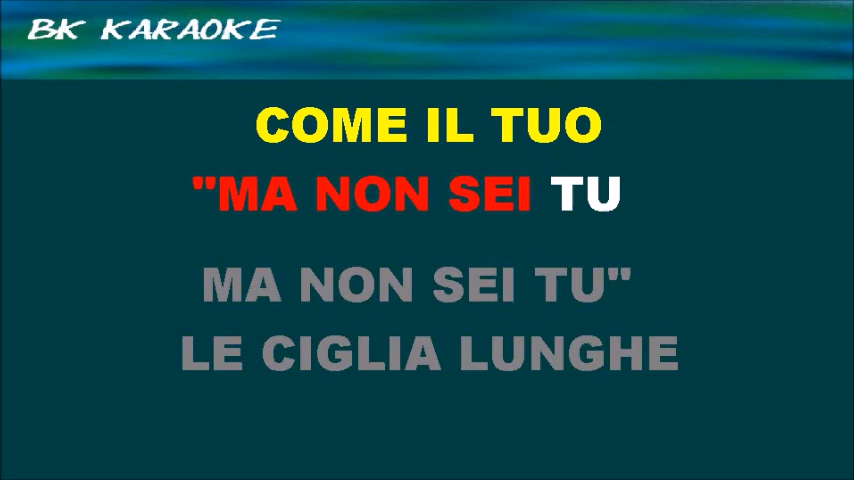 BK KARAOKE
COME IL TUO
"MA NON SEI TU
MA NON SEI TU"
LE CIGLIA LUNGHE